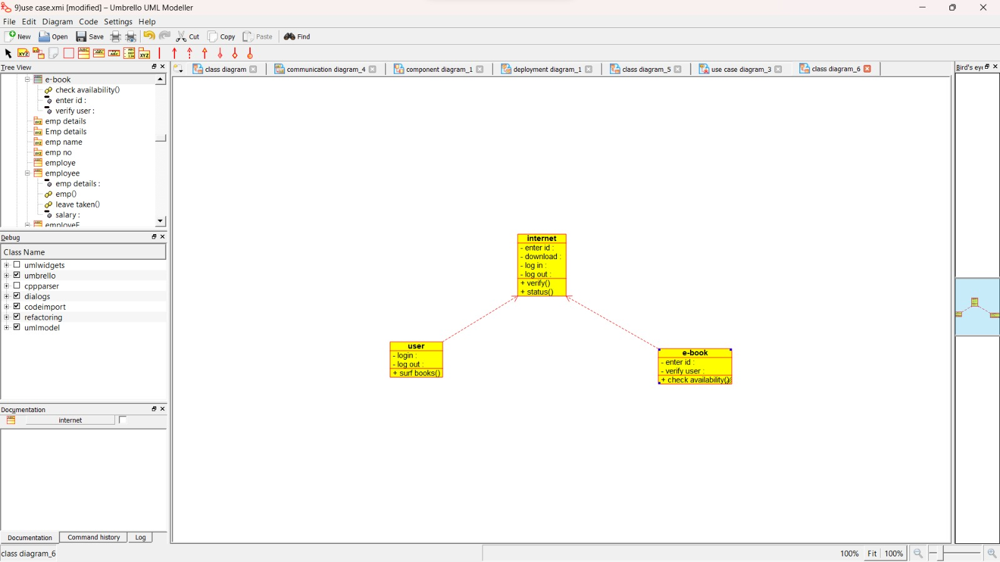 9)use case.xmi [modified] – Umbrello UML Modeller
File Edit Diagram Code Settings Help
New Open Save Cut Copy Paste Find
Tree View
class diagram communication diagram_4 component diagram_1 deployment diagram_1 class diagram_5 use case diagram_3 class diagram_6
Bird's eye
e-book
check availability()
enter id :
verify user :
emp details
Emp details
emp name
emp no
employe
employee
emp details :
emp()
leave taken()
salary :
employeE
Debug
Class Name
umlwidgets
umbrello
cppparser
dialogs
codeimport
refactoring
umlmodel
Documentation
internet
Documentation Command history Log
internet
- enter id :
- download :
- log in :
- log out :
+ verify()
+ status()
user
- login :
- log out :
+ surf books()
e-book
- enter id :
- verify user :
+ check availability()
class diagram_6
100% Fit 100%